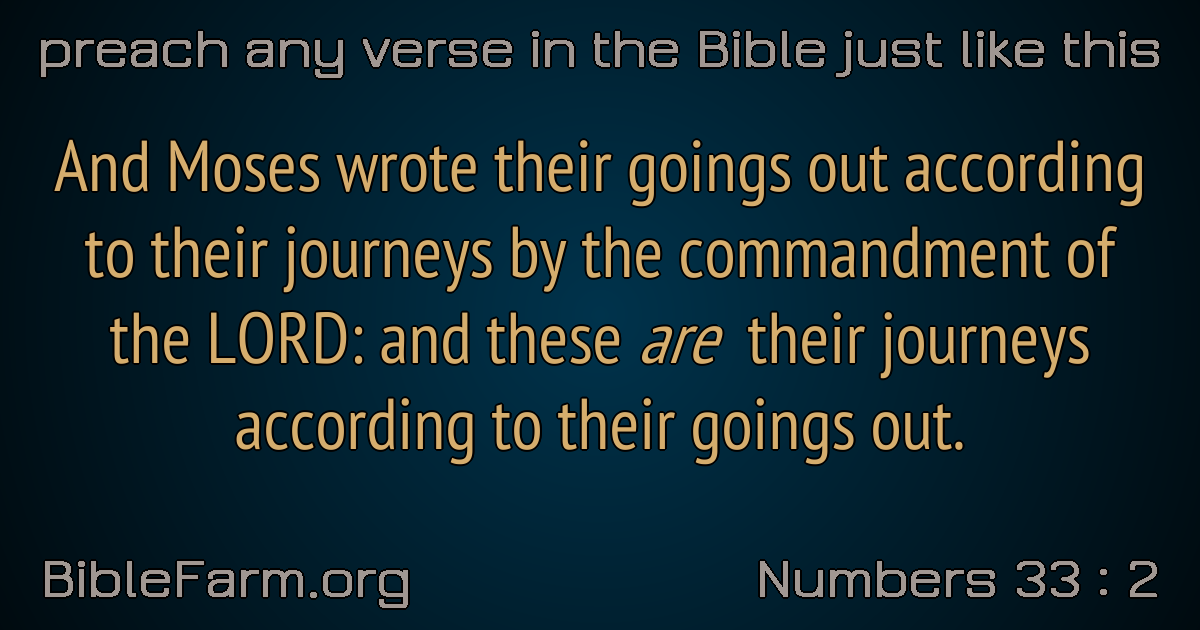 preach any verse in the Bible just like this
And Moses wrote their goings out according
to their journeys by the commandment of
the LORD: and these are their journeys
according to their goings out.
BibleFarm.org
Numbers 33 : 2